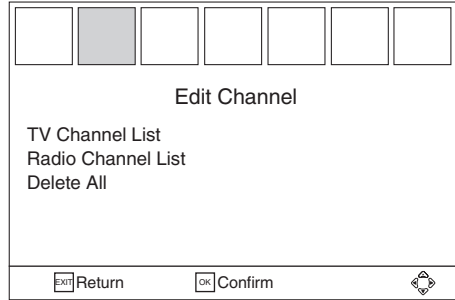 Edit Channel
TV Channel List
Radio Channel List
Delete All
EXIT Return OK Confirm